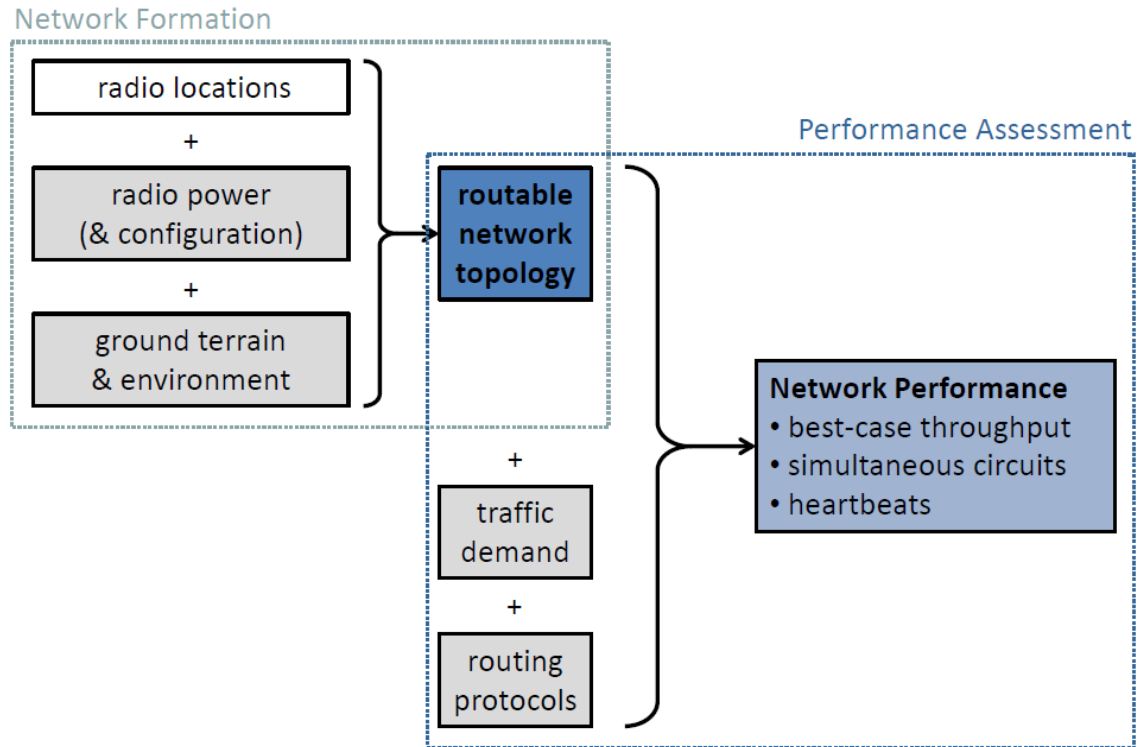 Network Formation
radio locations
+
radio power
(& configuration)
+
ground terrain
& environment
Performance Assessment
routable
network
topology
+
traffic
demand
+
routing
protocols
Network Performance
• best-case throughput
• simultaneous circuits
• heartbeats